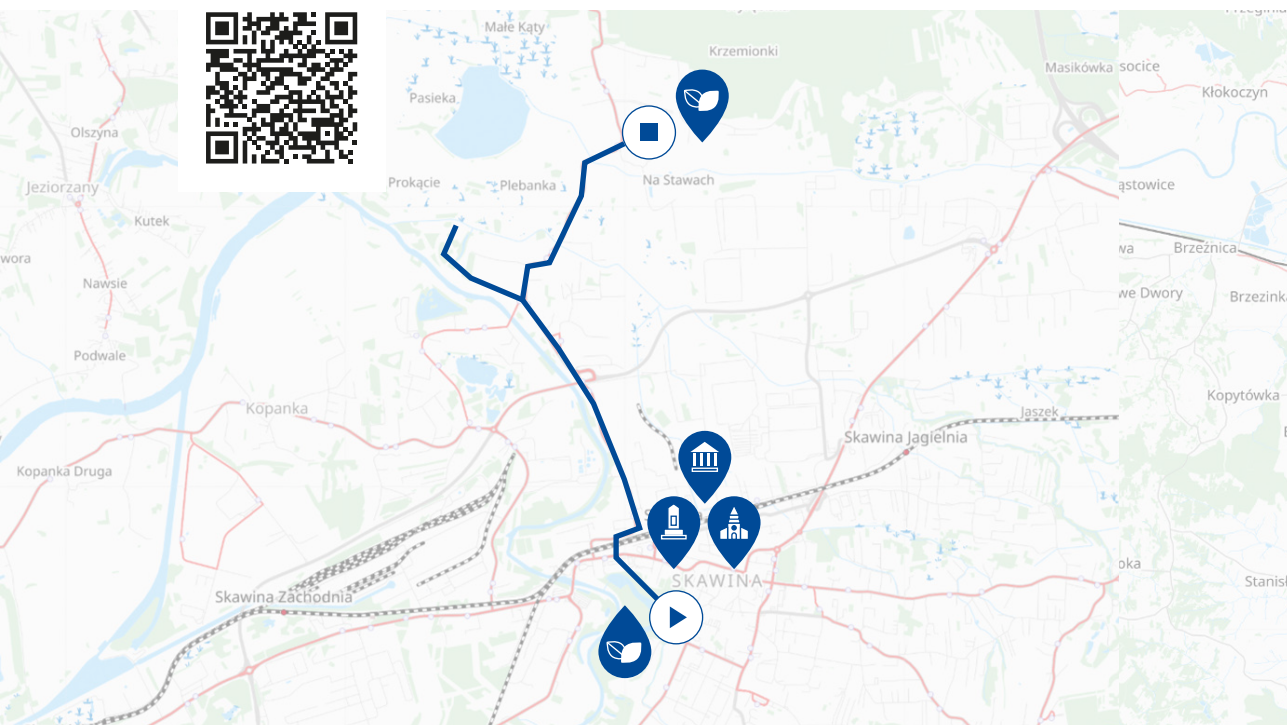 Małe Kąty
Krzemionki
Masikówka
socice
Kłokoczyn
Pasieka
Olszyna
Jeziorzany
Prokącie
Plebanka
Na Stawach
ąstowice
Kutek
wora
wa
Brzeźnica
Nawsie
we Dwory
Brzezinka
Podwale
Kopanka
Kopytówka
Jaszek
Skawina Jagielnia
Kopanka Druga
SKAWINA
oka
Stanis
Skawina Zachodnia